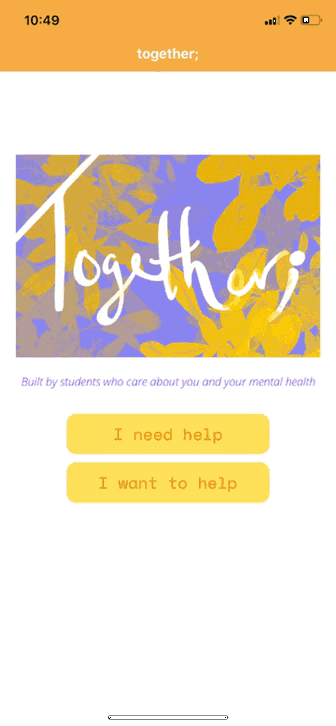 10:49
together;
Together;
Built by students who care about you and your mental health
I need help
I want to help